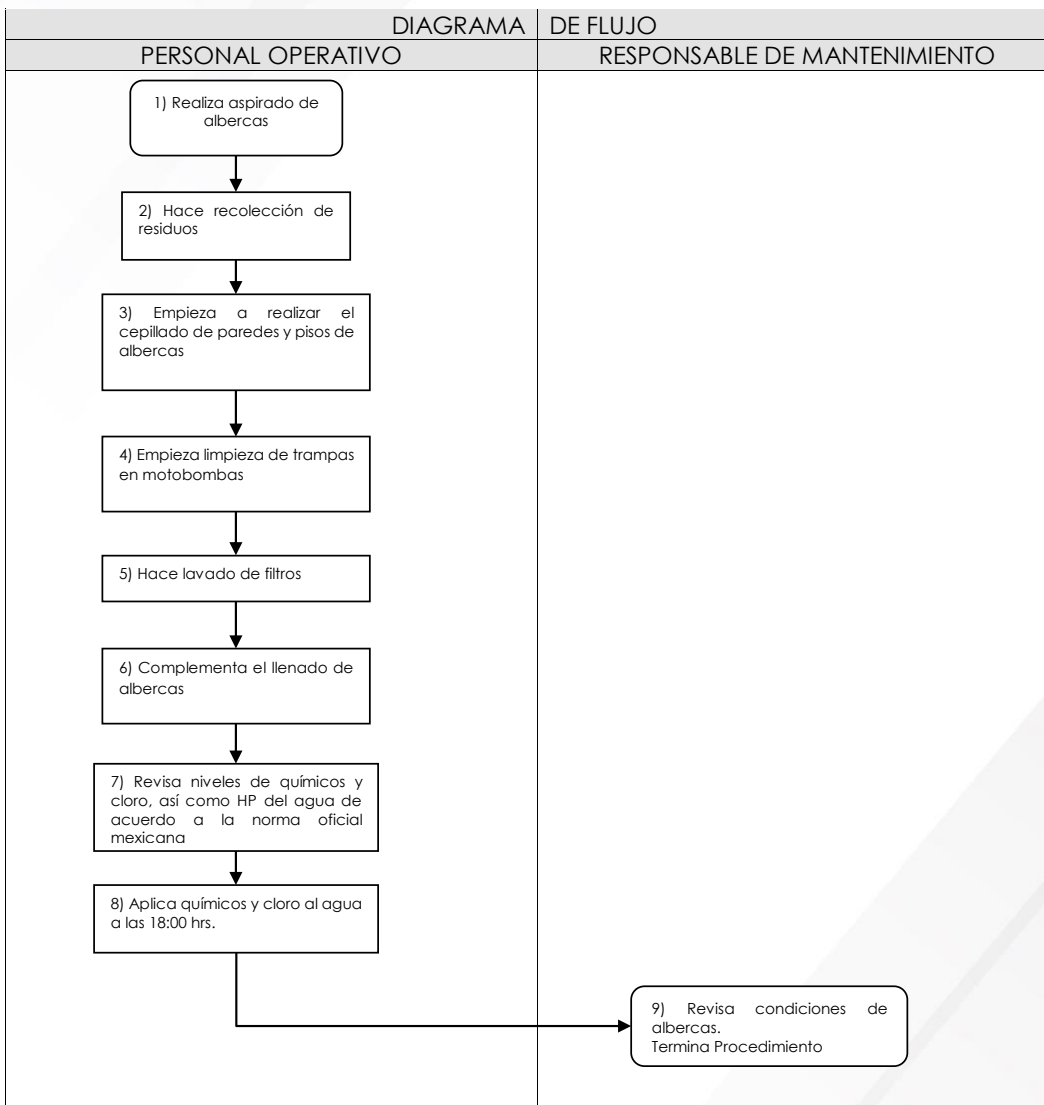 DIAGRAMA DE FLUJO
PERSONAL OPERATIVO
RESPONSABLE DE MANTENIMIENTO
1) Realiza aspirado de
albercas
2) Hace recolección de
residuos
3) Empieza a realizar el
cepillado de paredes y pisos de
albercas
4) Empieza limpieza de trampas
en motobombas
5) Hace lavado de filtros
6) Complementa el llenado de
albercas
7) Revisa niveles de químicos y
cloro, así como HP del agua de
acuerdo a la norma oficial
mexicana
8) Aplica químicos y cloro al agua
a las 18:00 hrs.
9) Revisa condiciones de
albercas.
Termina Procedimiento